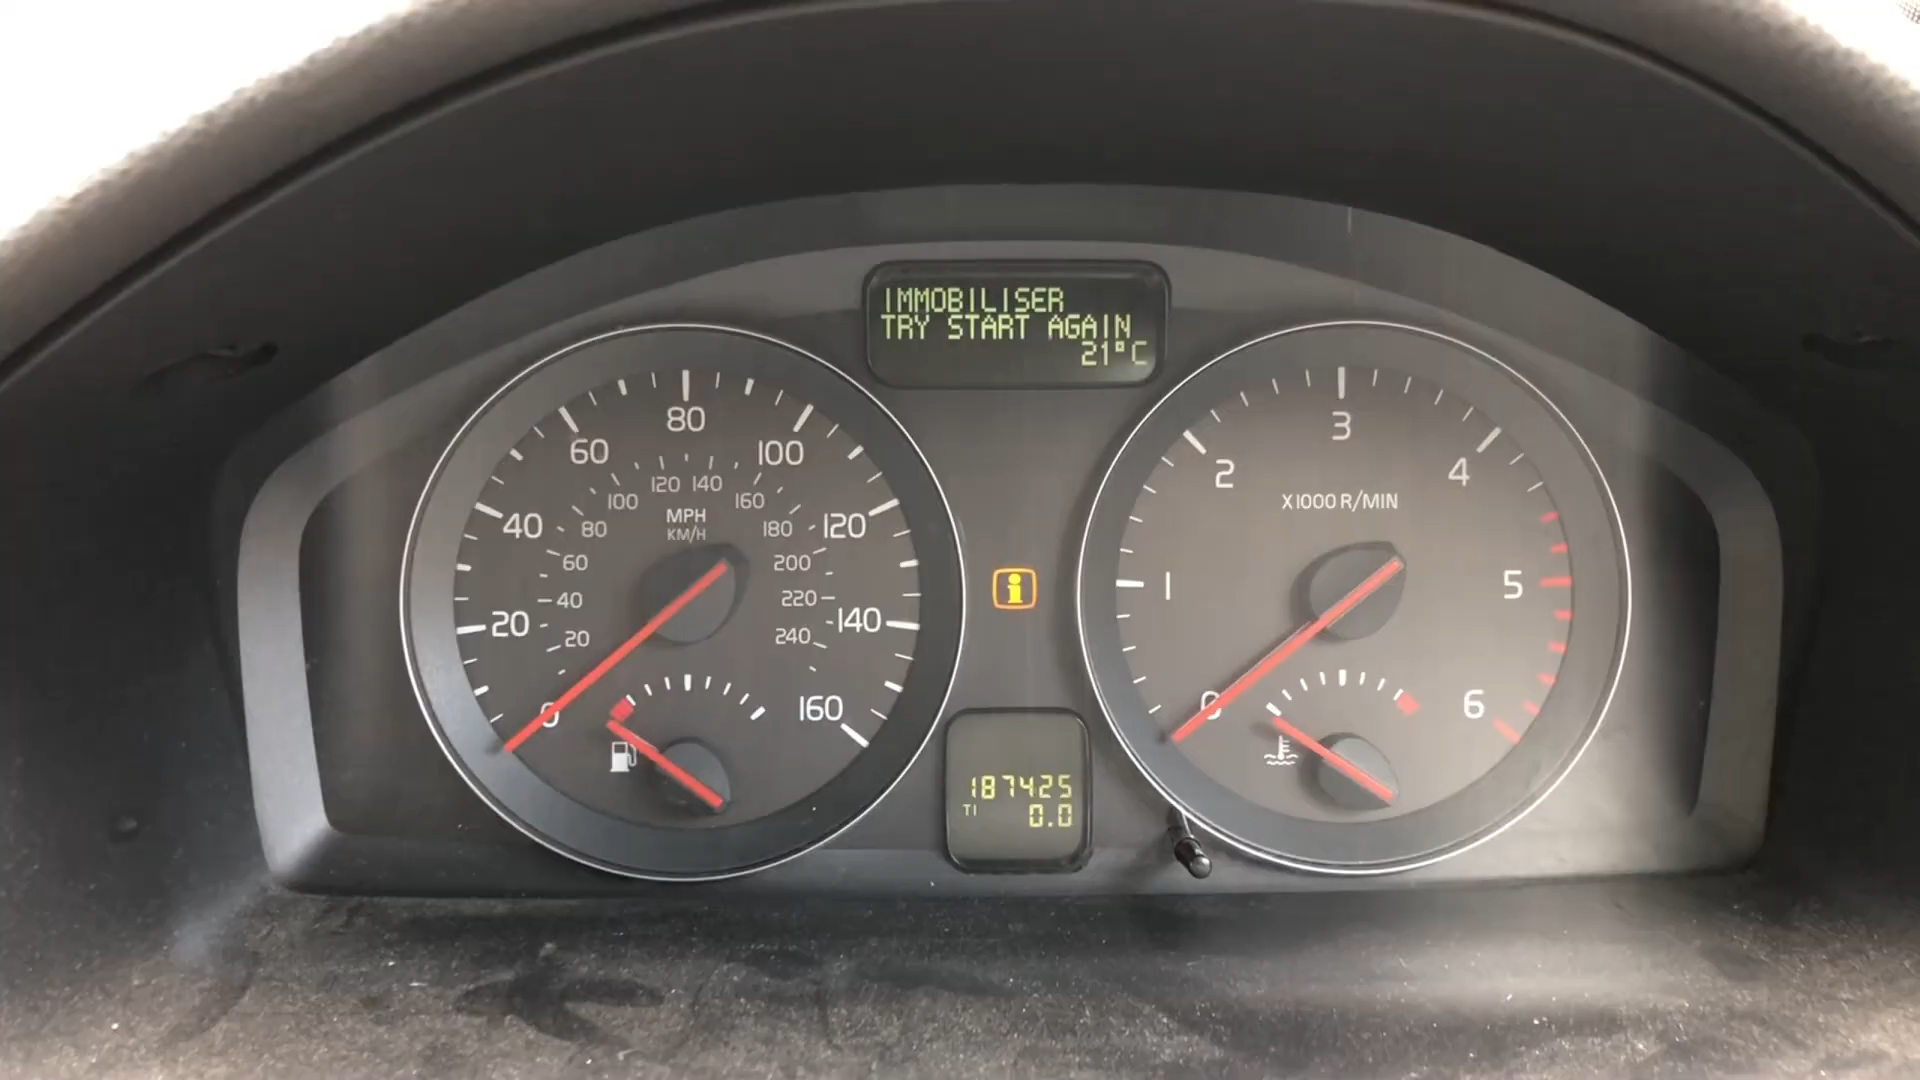 IMMOBILISER
TRY START AGAIN
21°C
0 20 40 60 80 100 120 140 160
20 40 60 80 100 120 140 160 180 200 220 240
MPH
KM/H
0 1 2 3 4 5 6
X1000 R/MIN
187425
T1 0.0